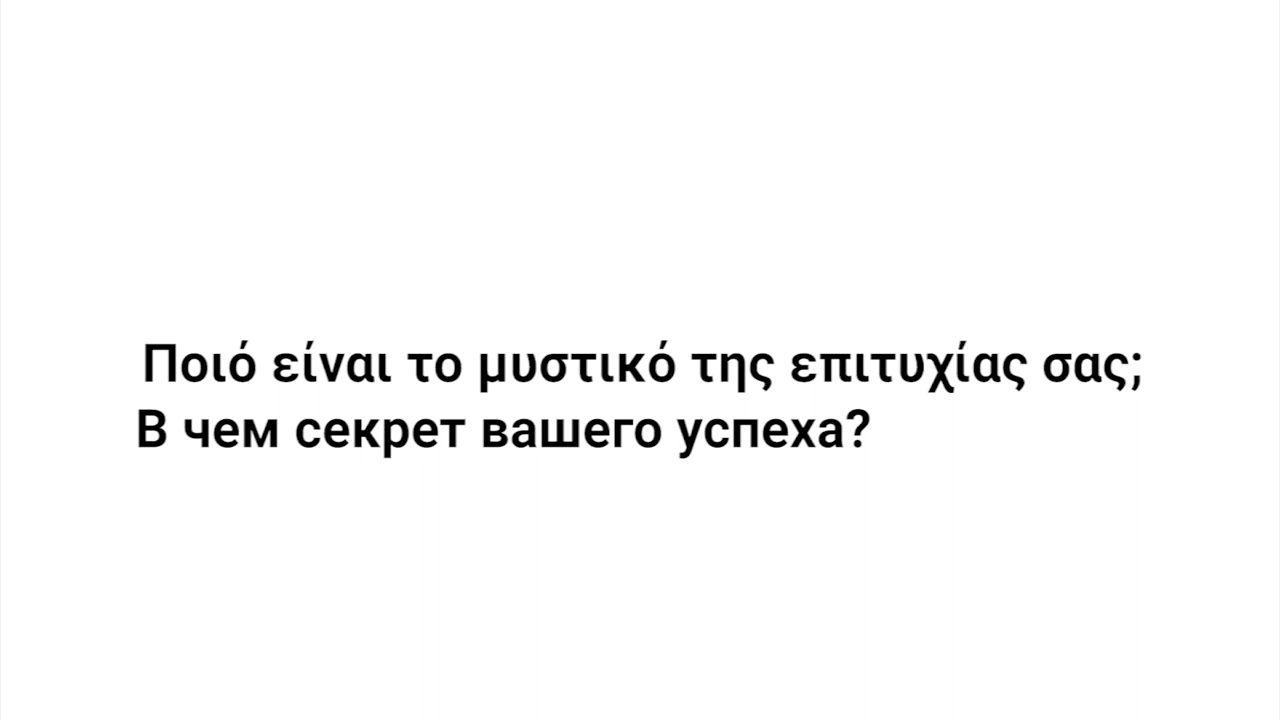 Ποιό είναι το μυστικό της επιτυχίας σας;
В чем секрет вашего успеха?